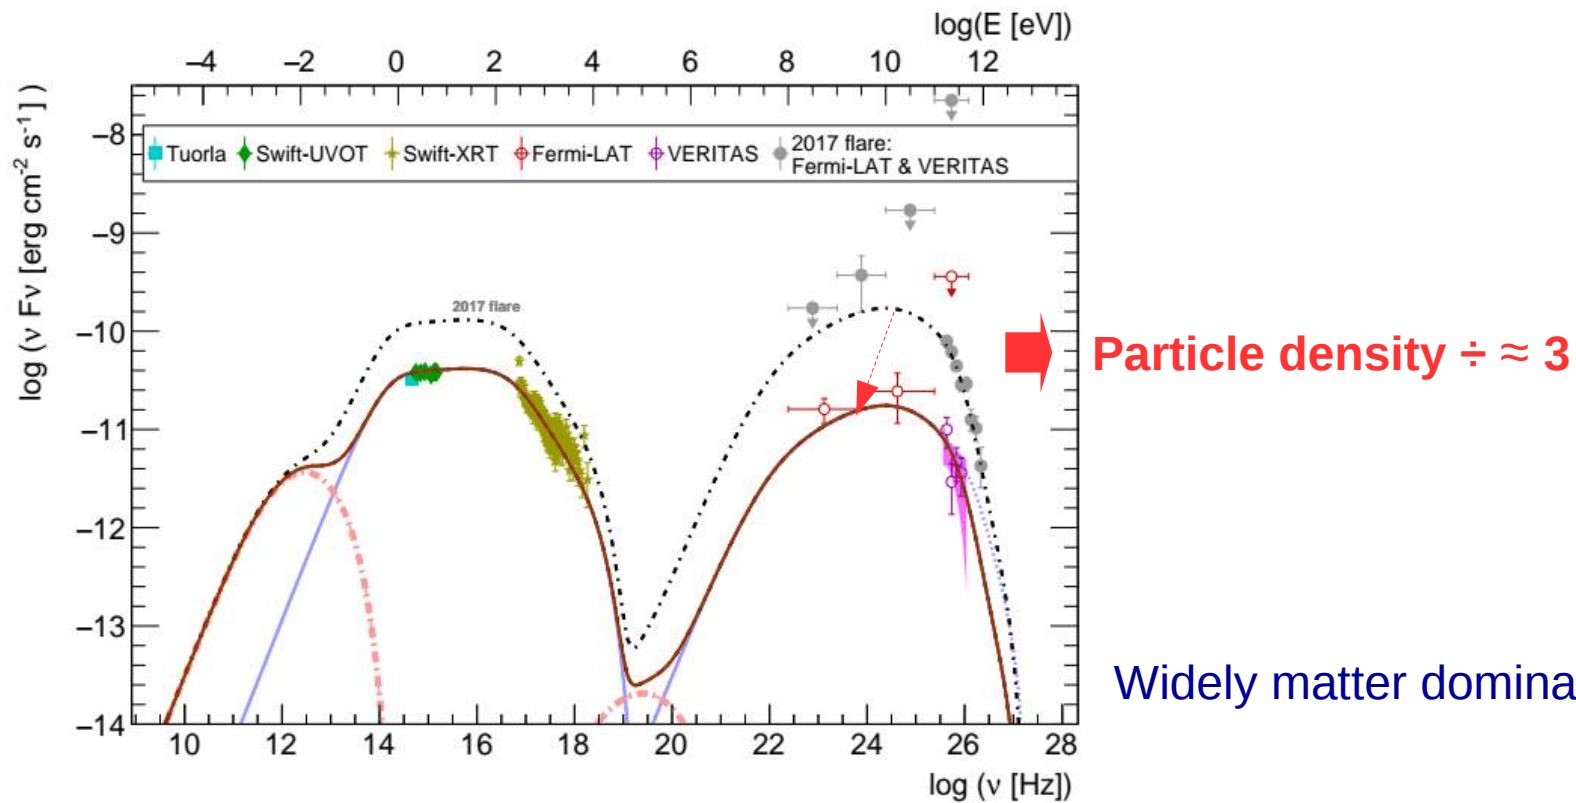 log(E [eV])
−4 −2 0 2 4 6 8 10 12
log (ν Fν [erg cm-2 s-1] )
−8
−9
−10
−11
−12
−13
−14
Tuorla Swift-UVOT Swift-XRT Fermi-LAT VERITAS 2017 flare:
Fermi-LAT & VERITAS
2017 flare
Particle density ÷ ≈ 3
Widely matter domina
10 12 14 16 18 20 22 24 26 28
log (ν [Hz])